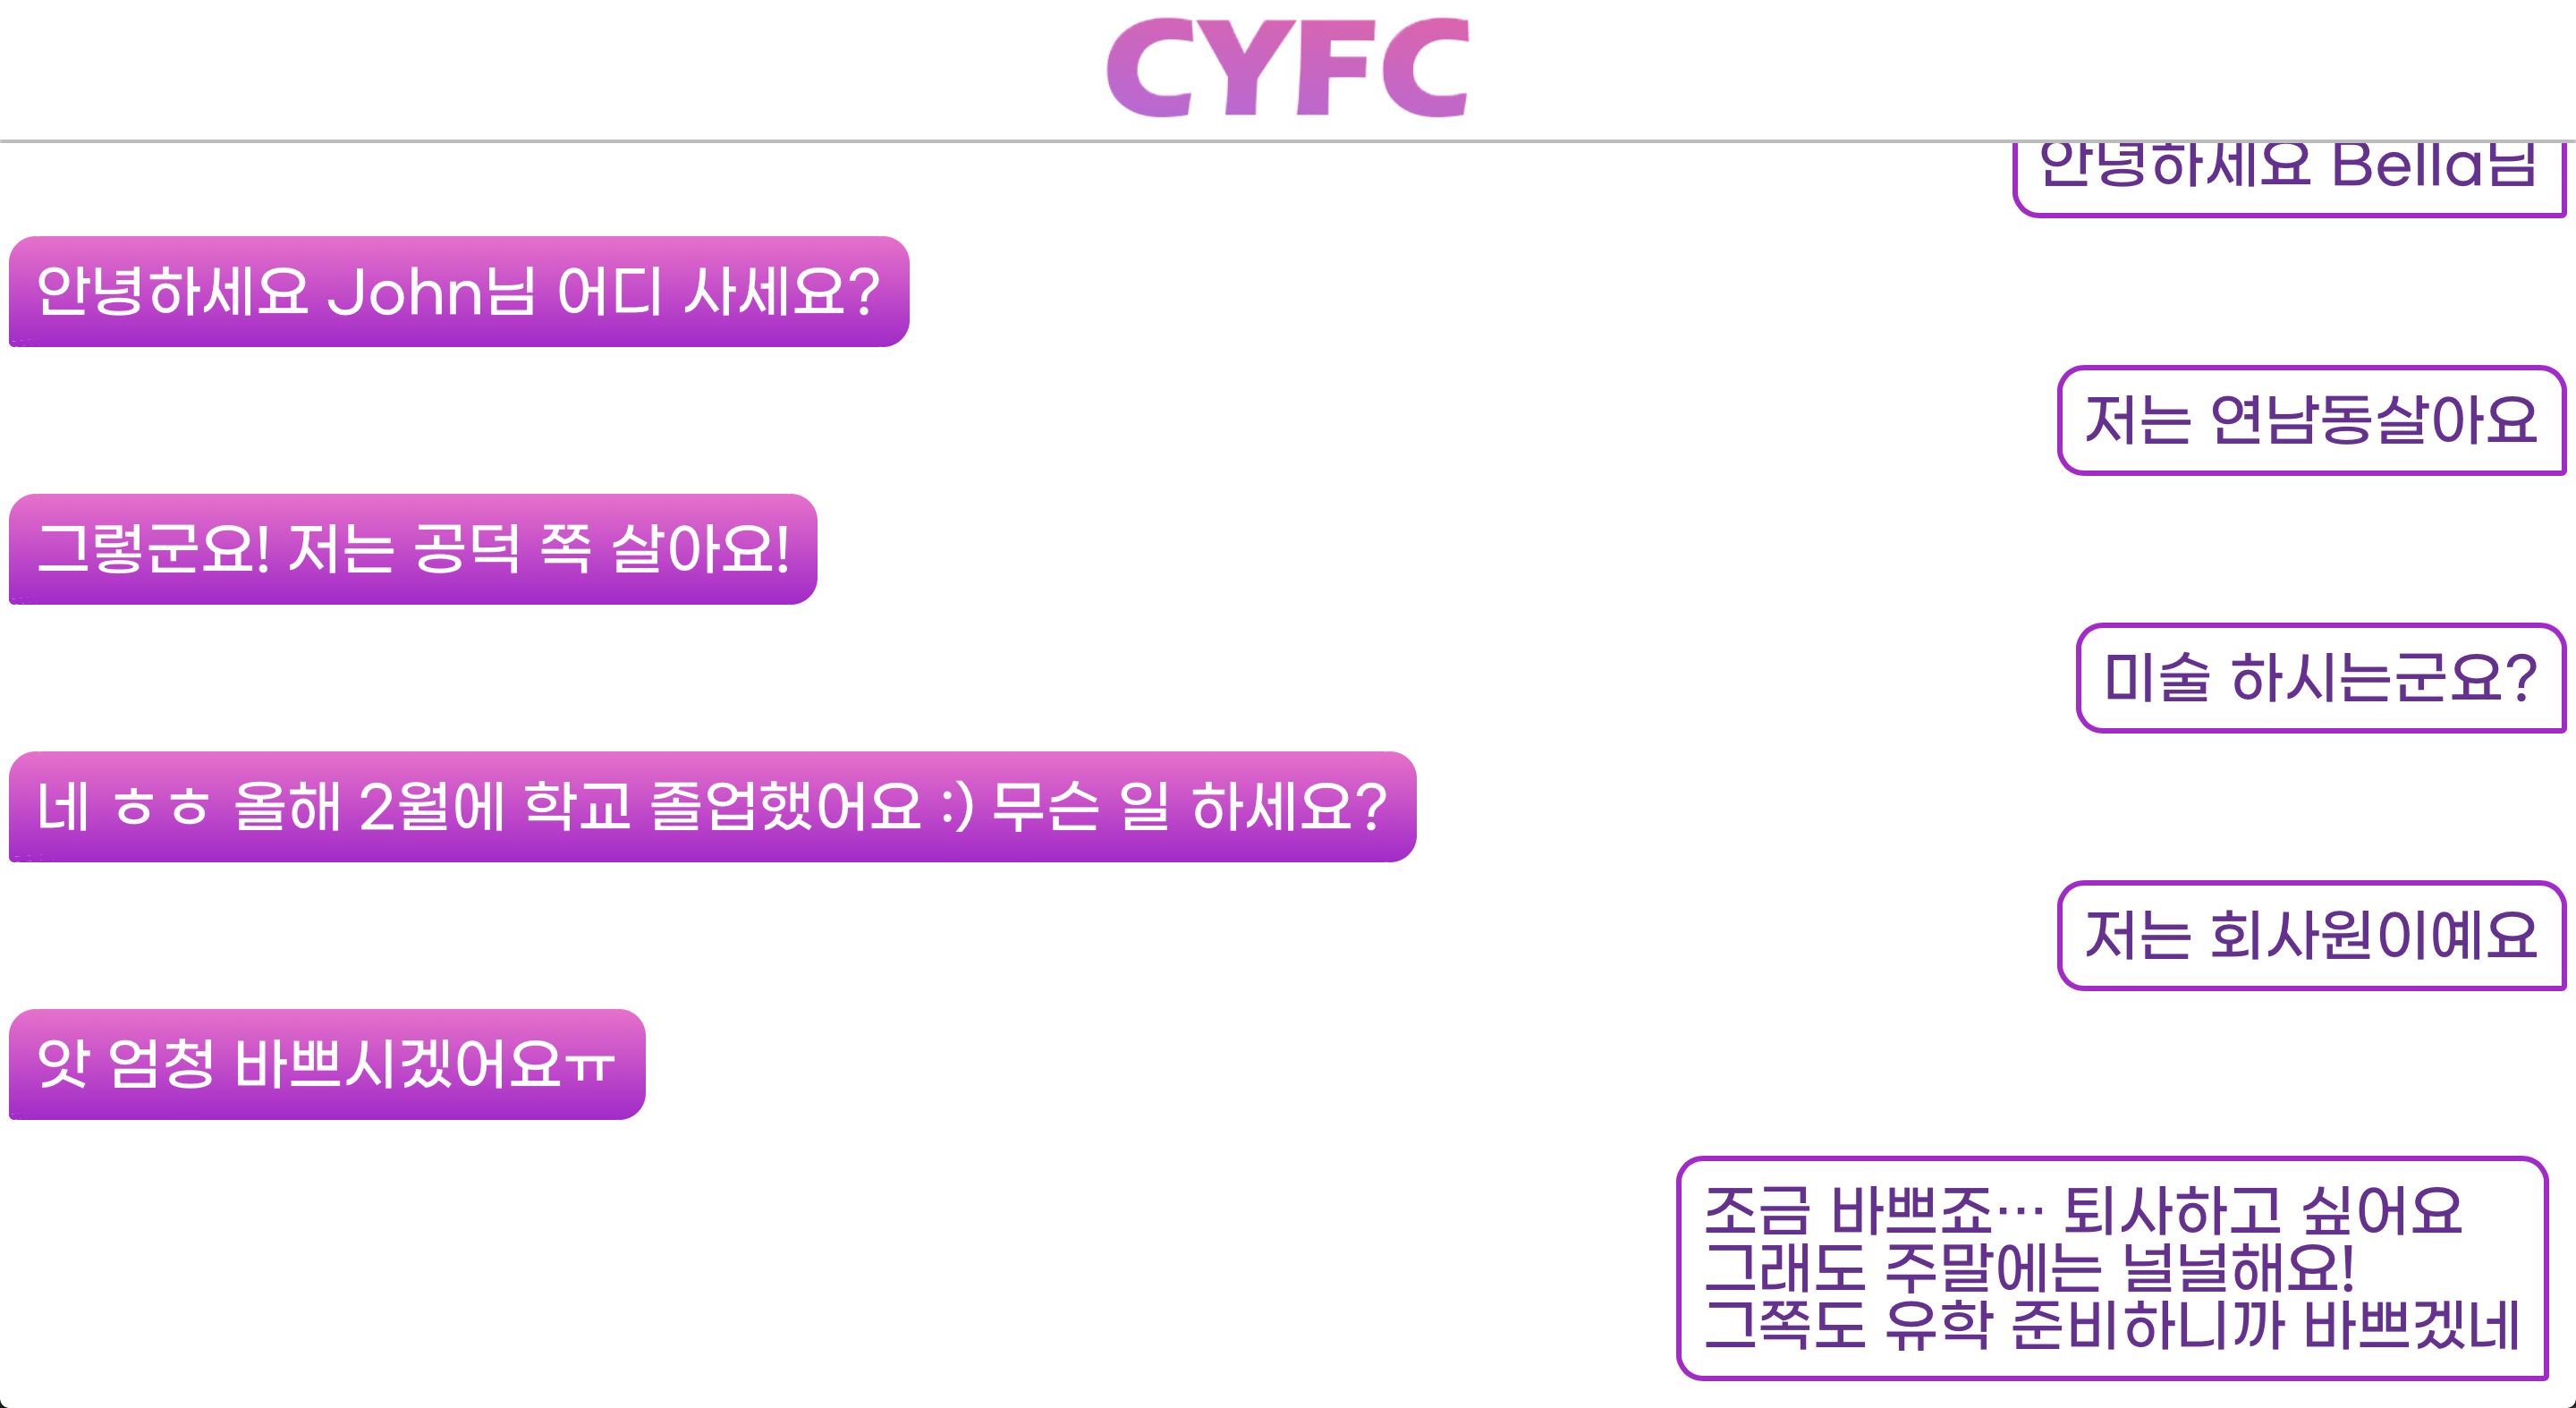 CYFC
안녕하세요 Bella님
안녕하세요 John님 어디 사세요?
저는 연남동살아요
그렇군요! 저는 공덕 쪽 살아요!
미술 하시는군요?
네 ㅎㅎ 올해 2월에 학교 졸업했어요 :) 무슨 일 하세요?
저는 회사원이예요
앗 엄청 바쁘시겠어요ㅠ
조금 바쁘죠… 퇴사하고 싶어요
그래도 주말에는 널널해요!
그쪽도 유학 준비하니까 바쁘겠네